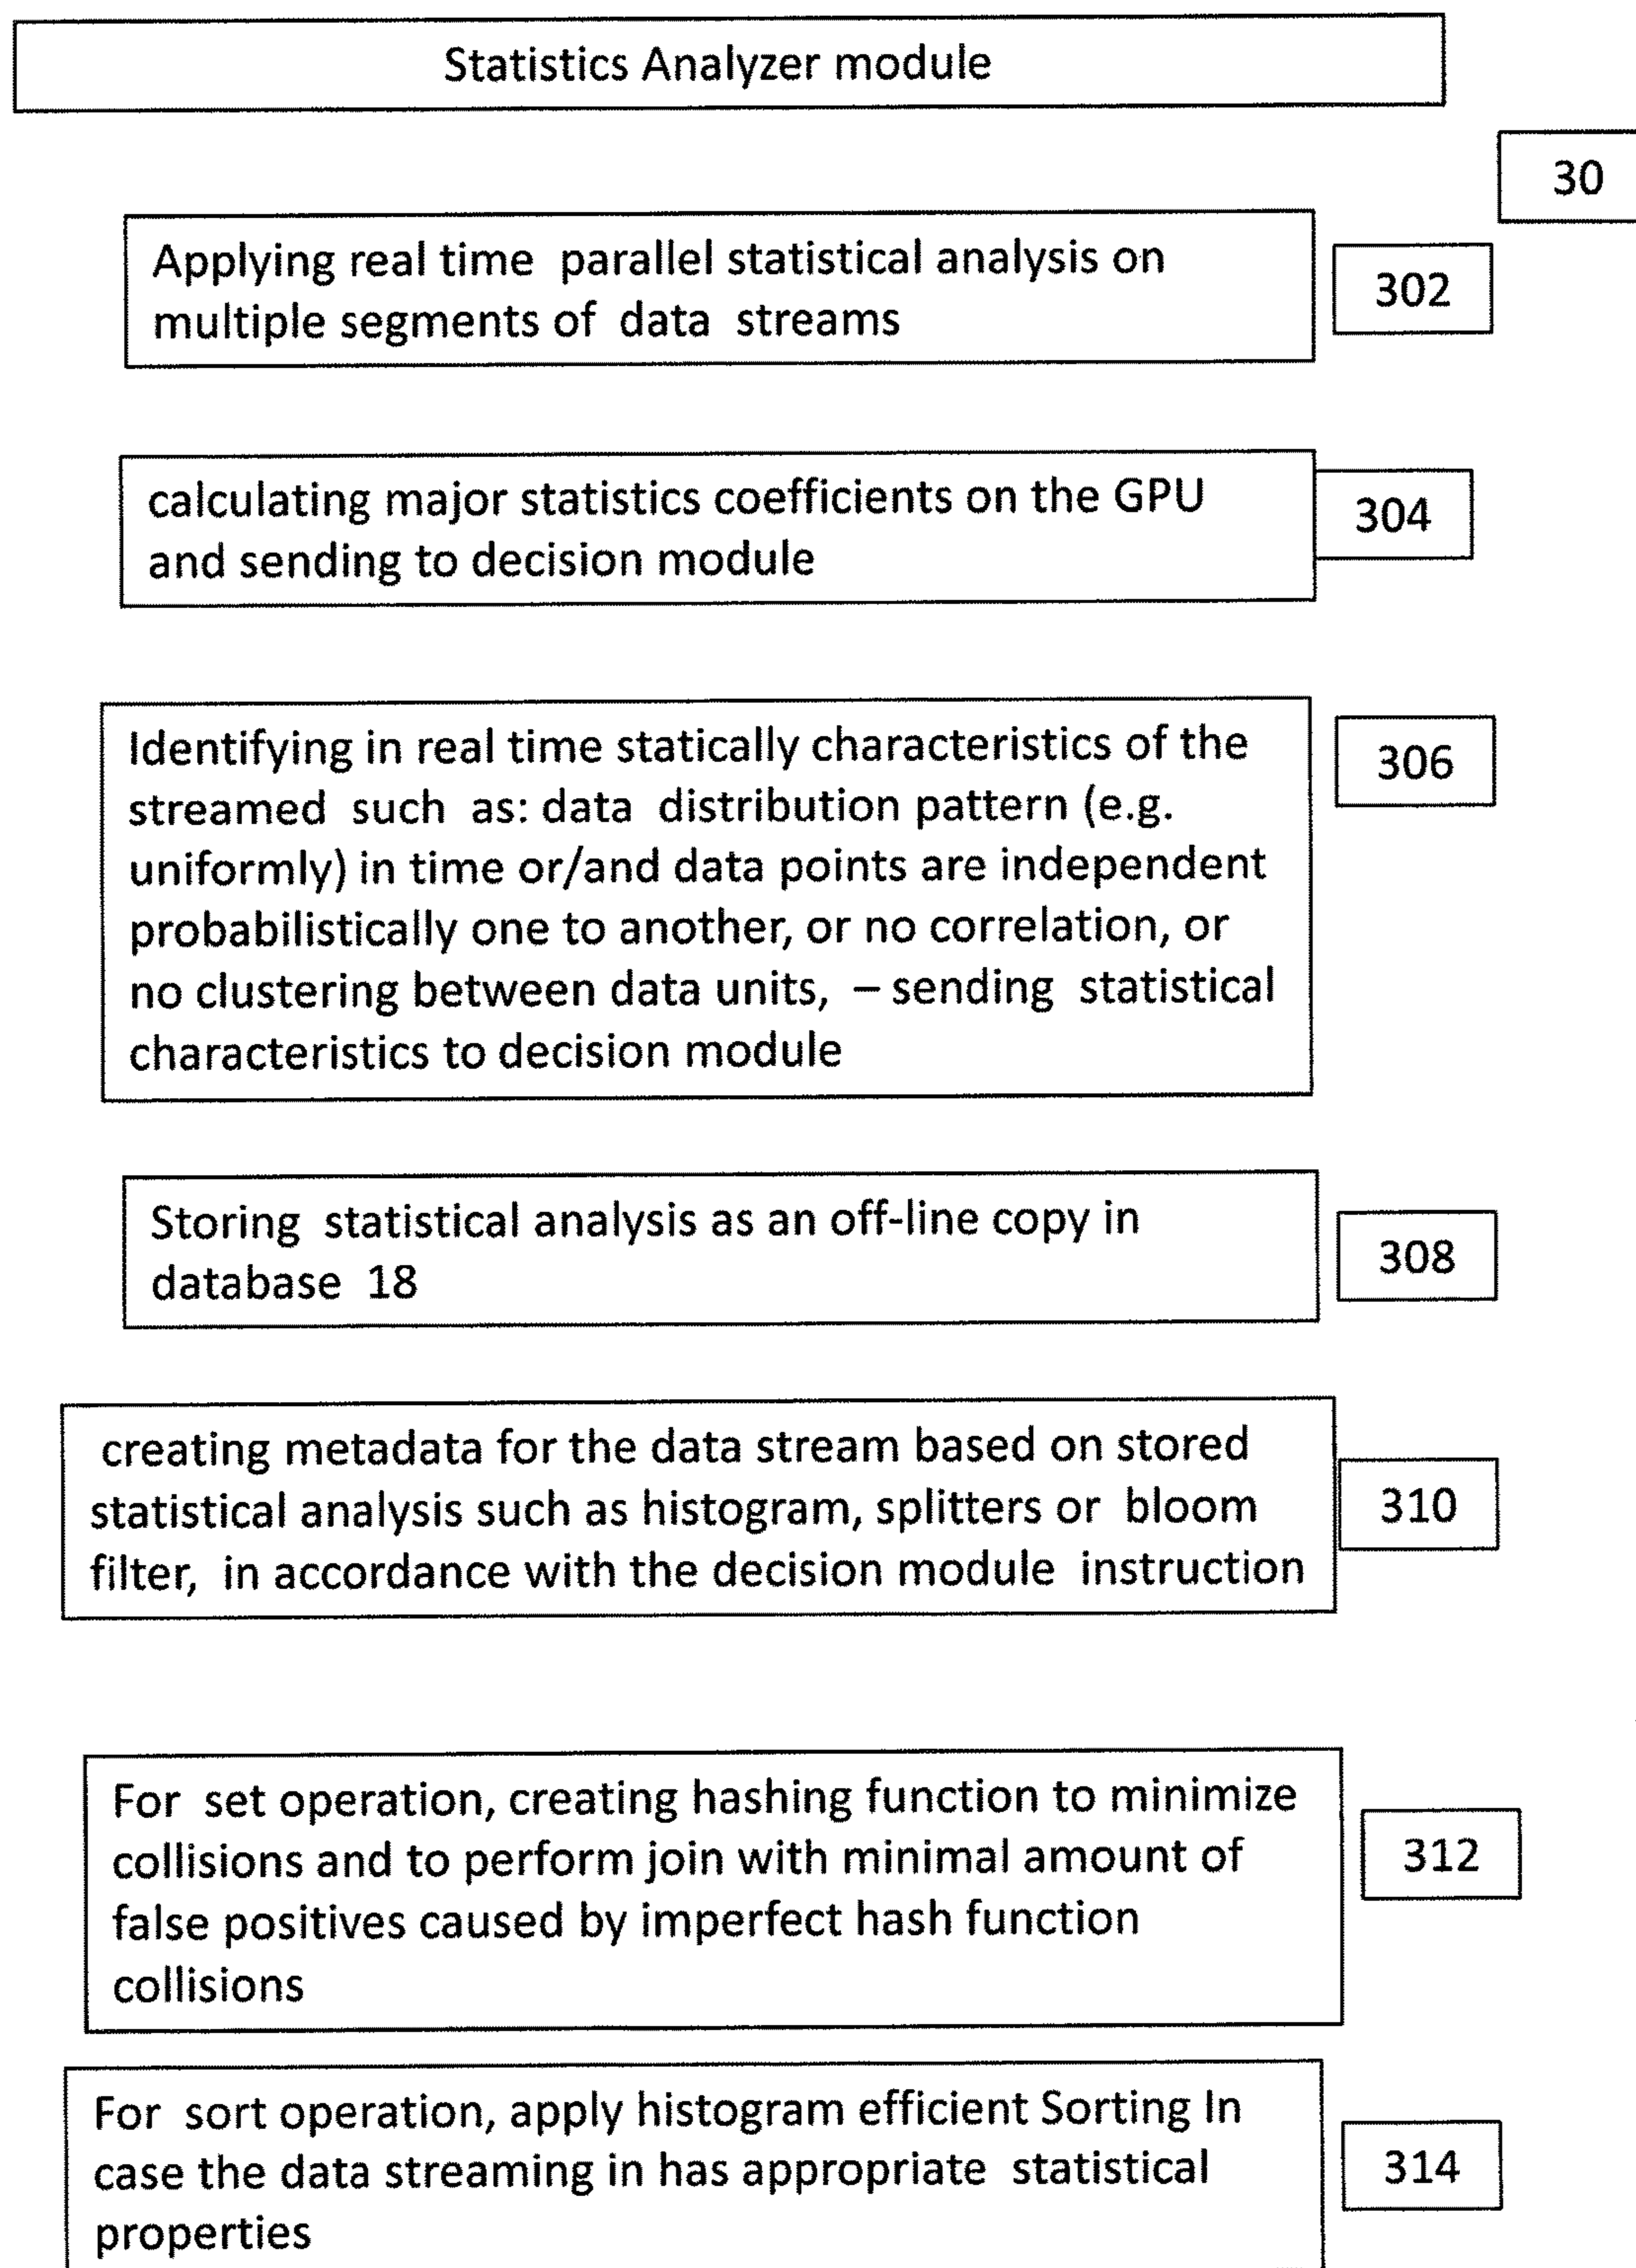 Statistics Analyzer module
30
Applying real time parallel statistical analysis on
multiple segments of data streams
302
calculating major statistics coefficients on the GPU
and sending to decision module
304
Identifying in real time statically characteristics of the
streamed such as: data distribution pattern (e.g.
uniformly) in time or/and data points are independent
probabilistically one to another, or no correlation, or
no clustering between data units, – sending statistical
characteristics to decision module
306
Storing statistical analysis as an off-line copy in
database 18
308
creating metadata for the data stream based on stored
statistical analysis such as histogram, splitters or bloom
filter, in accordance with the decision module instruction
310
For set operation, creating hashing function to minimize
collisions and to perform join with minimal amount of
false positives caused by imperfect hash function
collisions
312
For sort operation, apply histogram efficient Sorting In
case the data streaming in has appropriate statistical
properties
314